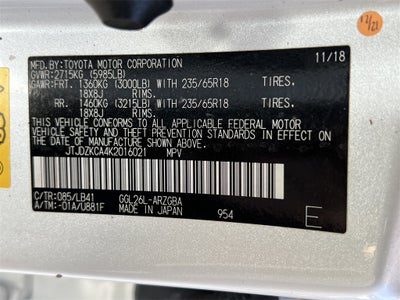 12/21
MFD.BY:TOYOTA MOTOR CORPORATION 11/18
GVWR:2715KG (5985LB)
GAWR:FRT. 1360KG (3000LB) WITH 235/65R18 TIRES.
18X8J RIMS.
RR. 1460KG (3215LB) WITH 235/65R18 TIRES.
18X8J RIMS.
THIS VEHICLE CONFORMS TO ALL APPLICABLE FEDERAL MOTOR
VEHICLE SAFETY STANDARDS IN EFFECT ON THE
DATE OF MANUFACTURE SHOWN ABOVE.
JTJDZKCA4K2016021 MPV
C/TR:085/LB41 GGL26L-ARZGBA
A/TM:-01A/U881F MADE IN JAPAN 954 E